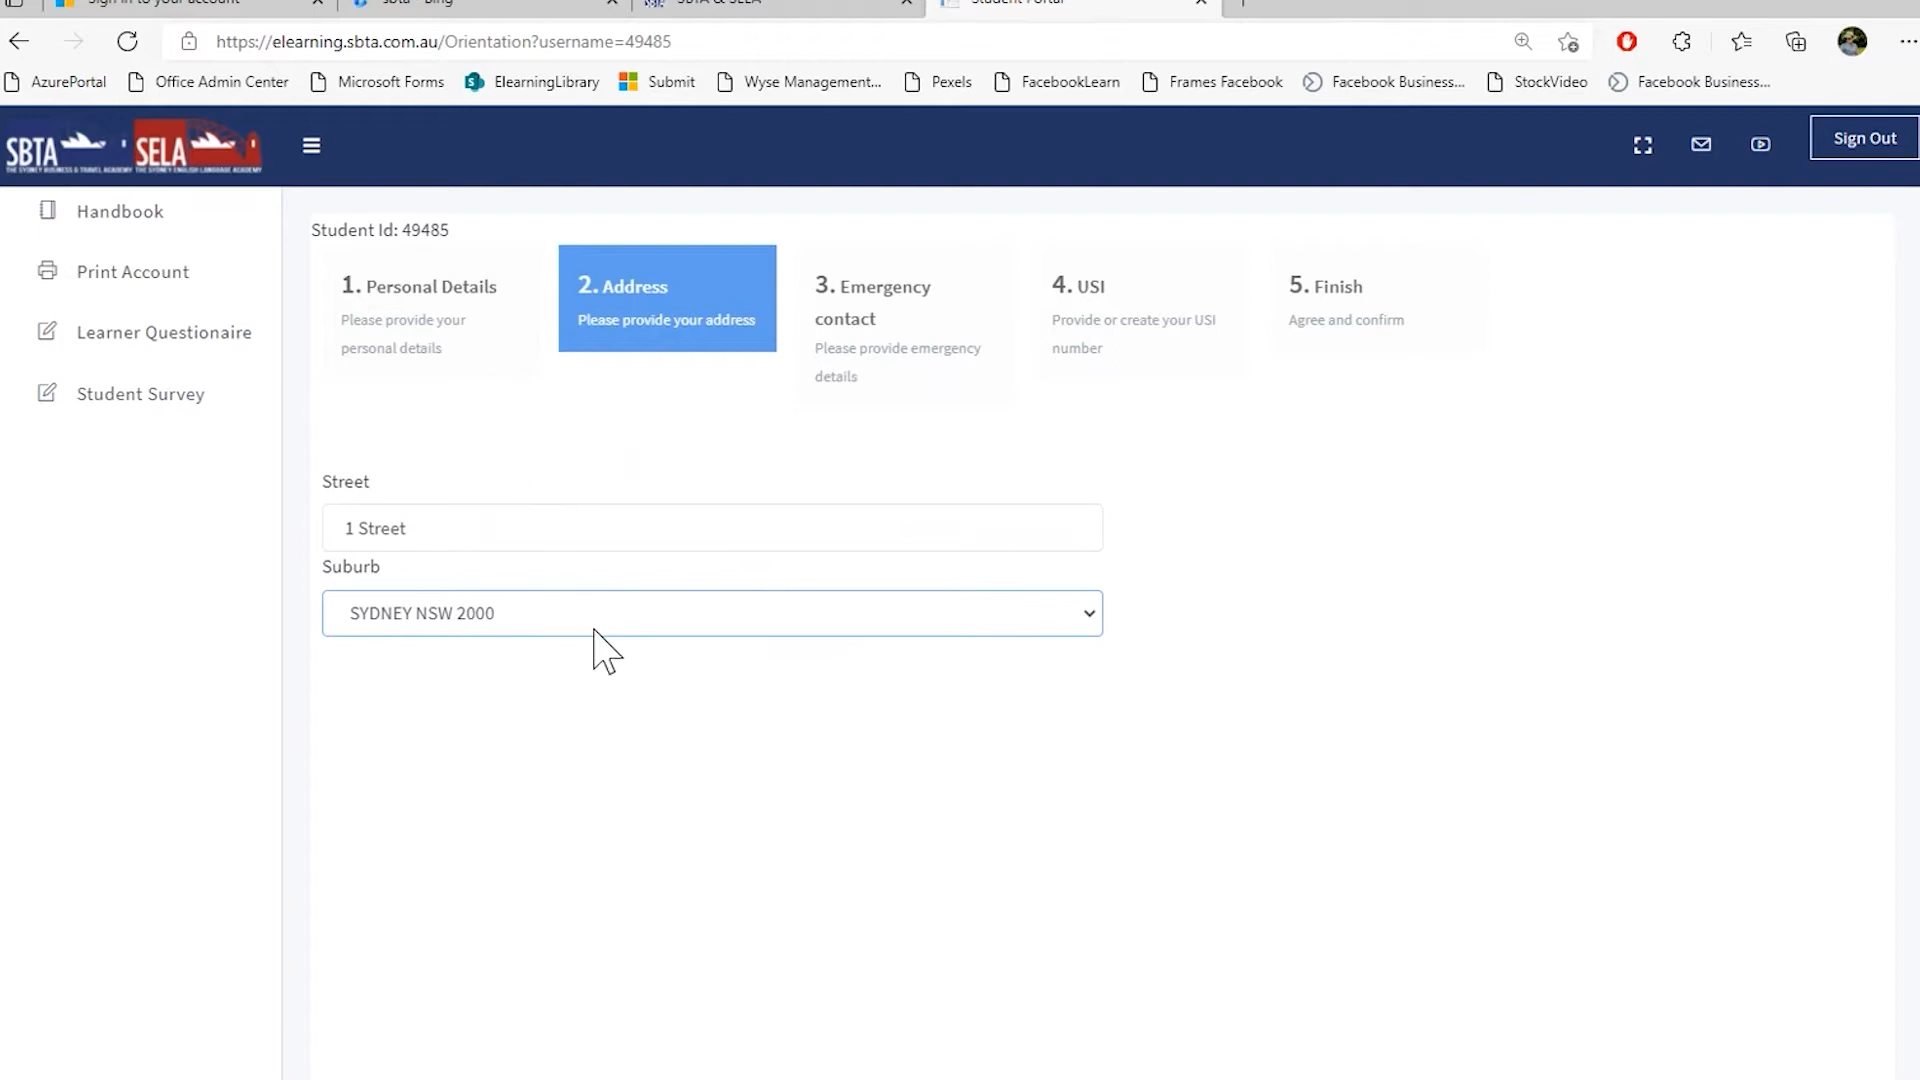 Sign in to your account
sbta - Bing
SBTA & SELA
Student Portal
https://elearning.sbta.com.au/Orientation?username=49485
AzurePortal Office Admin Center Microsoft Forms ElearningLibrary Submit Wyse Management... Pexels FacebookLearn Frames Facebook Facebook Business... StockVideo Facebook Business...
SBTA SELA Sign Out
THE SYDNEY BUSINESS & TRAVEL ACADEMY THE SYDNEY ENGLISH LANGUAGE ACADEMY
Handbook
Print Account
Learner Questionaire
Student Survey
Student Id: 49485
1. Personal Details
Please provide your
personal details
2. Address
Please provide your address
3. Emergency
contact
Please provide emergency
details
4. USI
Provide or create your USI
number
5. Finish
Agree and confirm
Street
1 Street
Suburb
SYDNEY NSW 2000